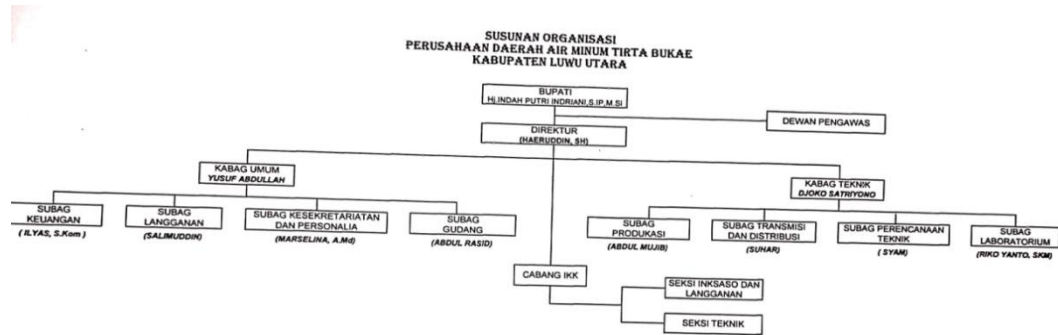 SUSUNAN ORGANISASI
PERUSAHAAN DAERAH AIR MINUM TIRTA BUKAE
KABUPATEN LUWU UTARA
BUPATI
Hj.INDAH PUTRI INDRIANI,S.IP,M.SI
DEWAN PENGAWAS
DIREKTUR
(HAERUDDIN, SH)
KABAG UMUM
YUSUF ABDULLAH
KABAG TEKNIK
DJOKO SATRIYONO
SUBAG
KEUANGAN
( ILYAS, S.Kom )
SUBAG
LANGGANAN
(SALIMUDDIN)
SUBAG KESEKRETARIATAN
DAN PERSONALIA
(MARSELINA, A.Md)
SUBAG
GUDANG
(ABDUL RASID)
SUBAG
PRODUKASI
(ABDUL MUJIB)
SUBAG TRANSMISI
DAN DISTRIBUSI
(SUHAR)
SUBAG PERENCANAAN
TEKNIK
( SYAM)
SUBAG
LABORATORIUM
(RIKO YANTO, SKM)
CABANG IKK
SEKSI INKSASO DAN
LANGGANAN
SEKSI TEKNIK